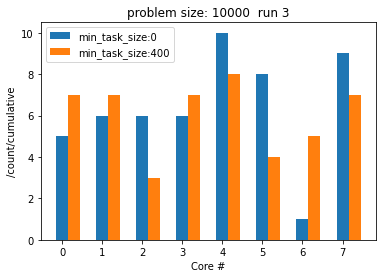 problem size: 10000  run 3
min_task_size:0
min_task_size:400
10
8
6
4
2
0
/count/cumulative
0 1 2 3 4 5 6 7
Core #